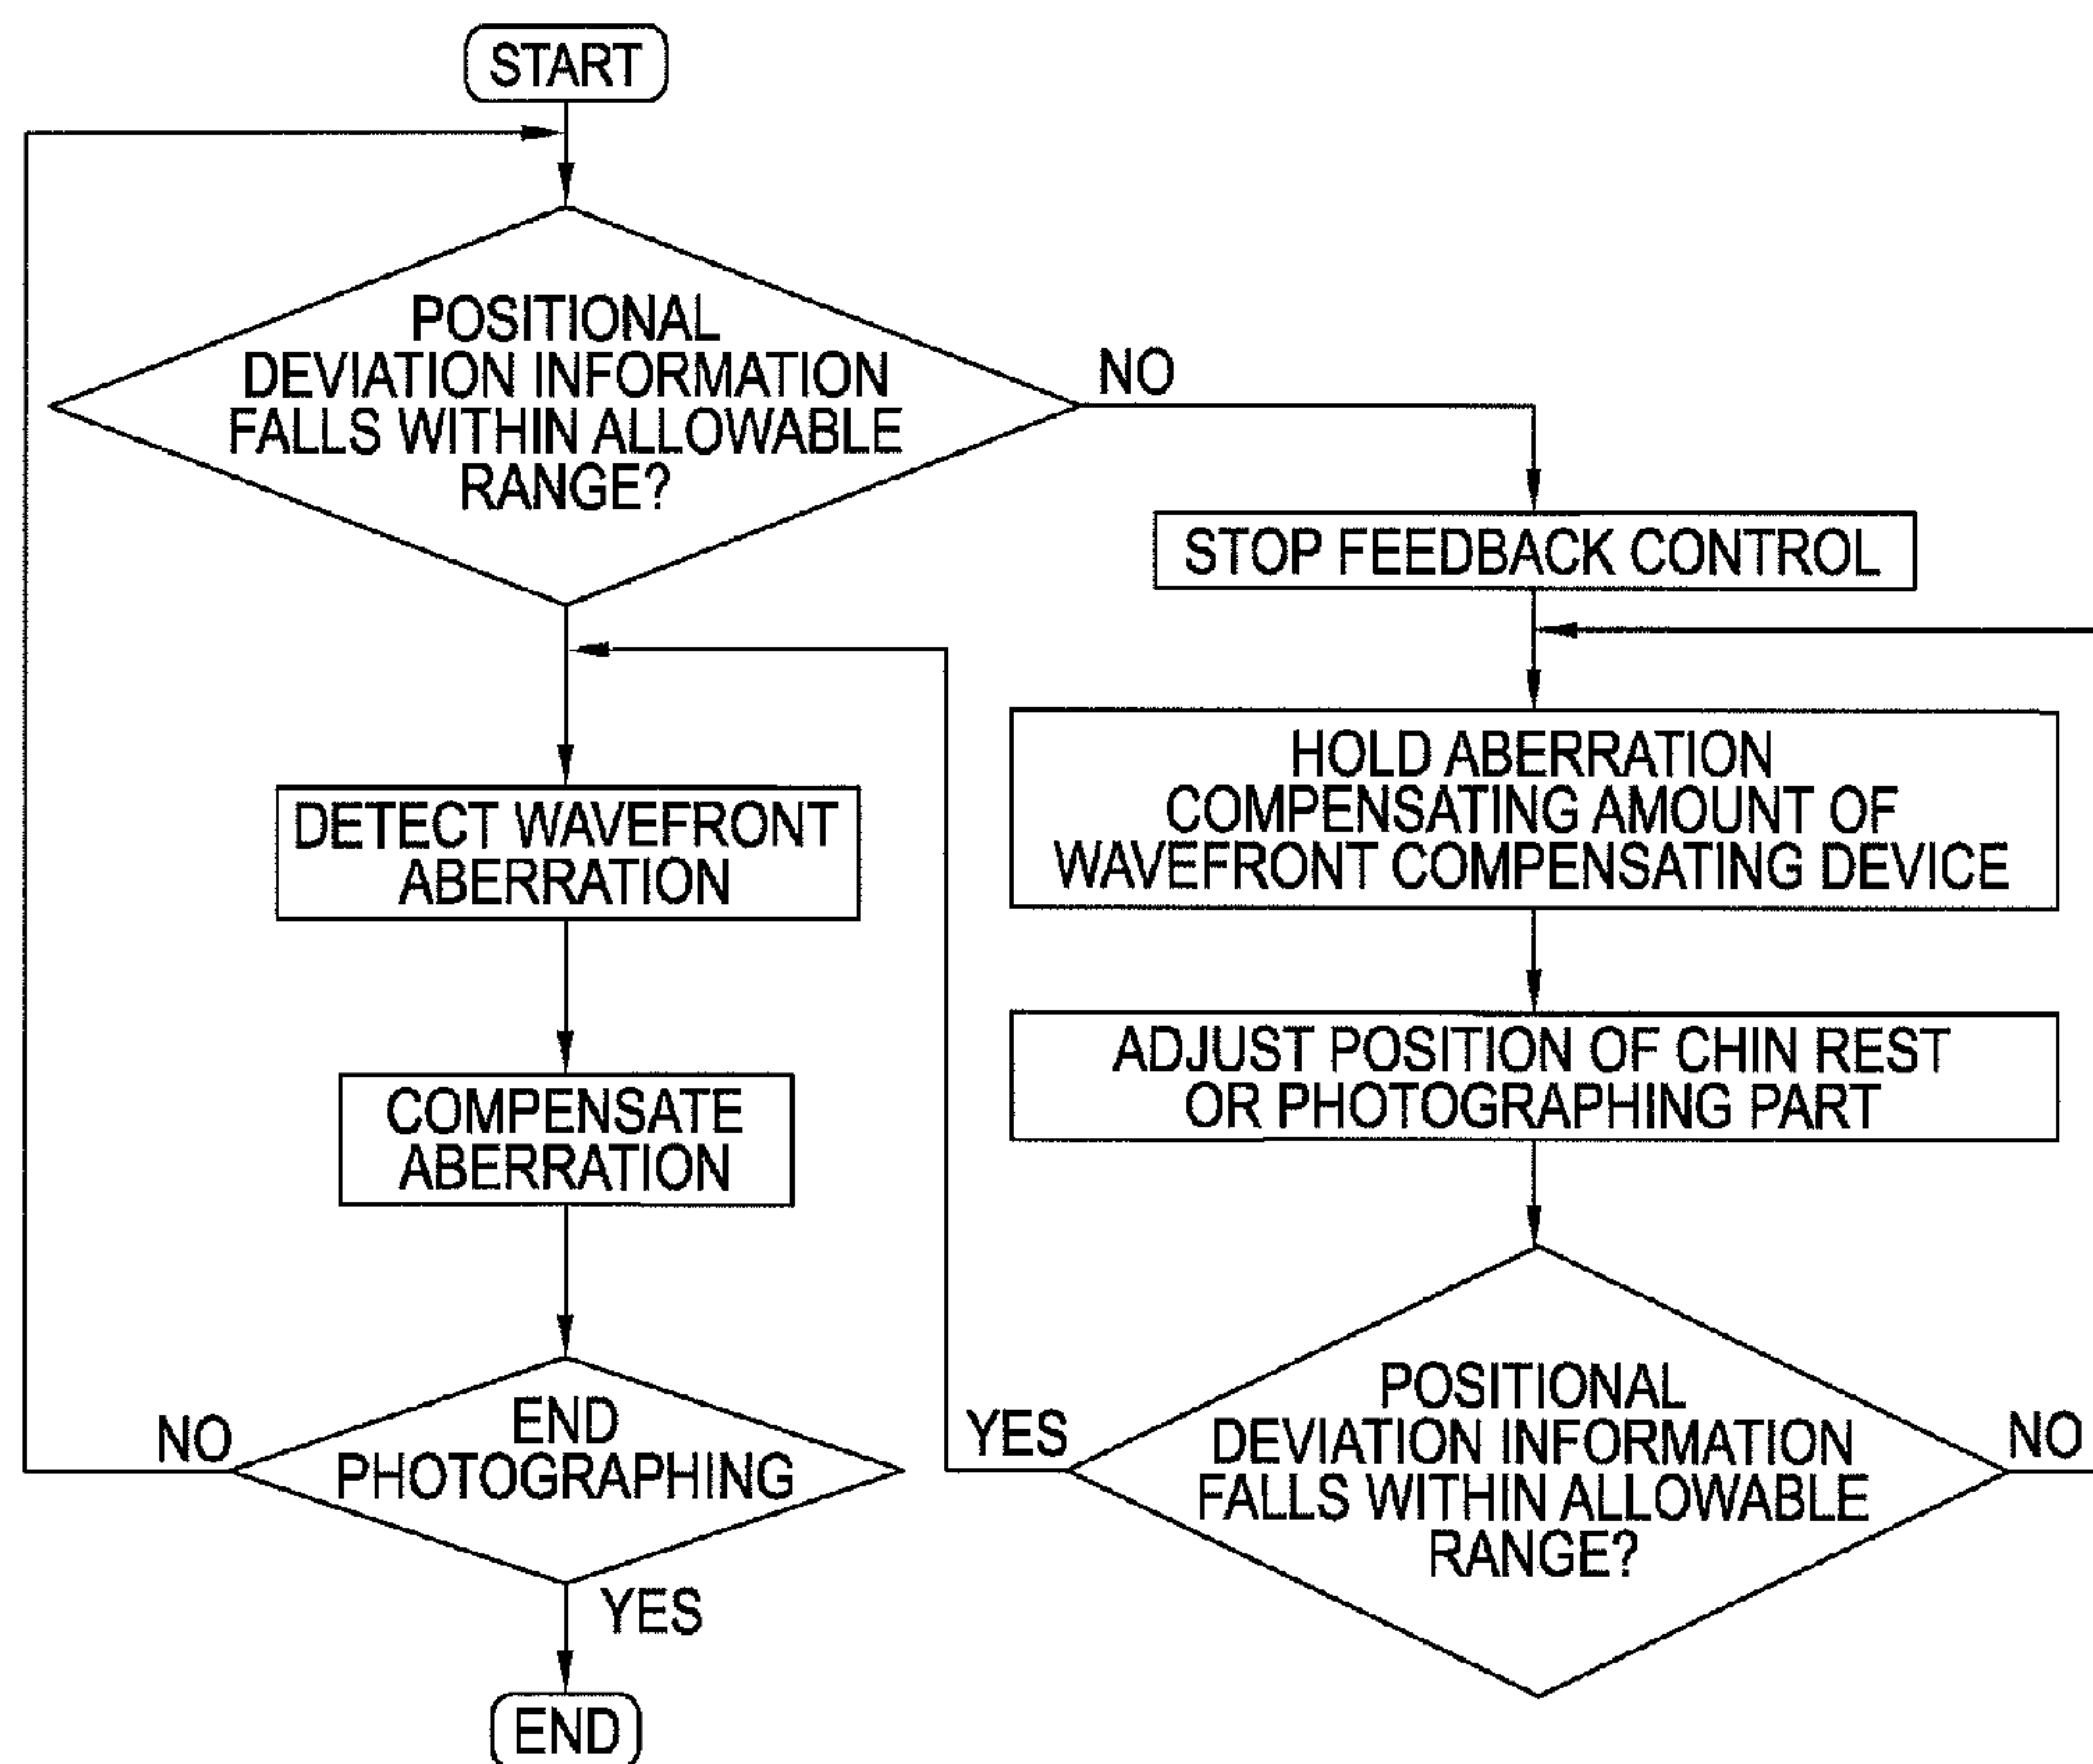 START
POSITIONAL
DEVIATION INFORMATION
FALLS WITHIN ALLOWABLE
RANGE?
NO
STOP FEEDBACK CONTROL
HOLD ABERRATION
COMPENSATING AMOUNT OF
WAVEFRONT COMPENSATING DEVICE
DETECT WAVEFRONT
ABERRATION
ADJUST POSITION OF CHIN REST
OR PHOTOGRAPHING PART
COMPENSATE
ABERRATION
POSITIONAL
DEVIATION INFORMATION
FALLS WITHIN ALLOWABLE
RANGE?
YES
NO
END
PHOTOGRAPHING
NO
YES
END